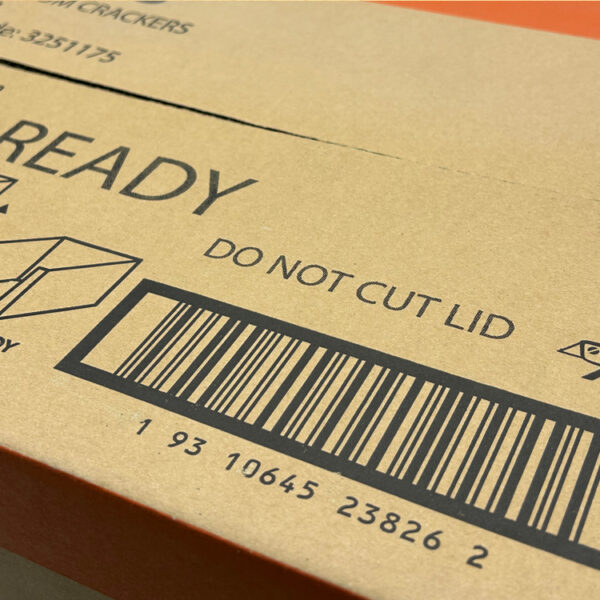 CRACKERS
3251175
READY
DO NOT CUT LID
1 93 10645 23826 2